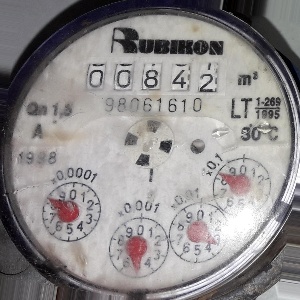 RUBIKON
00842 m³
98061610
Qn 1,5
LT 1-269
1995
A
30°C
1998
x0,0001
x0,001
x0,01
x0,1